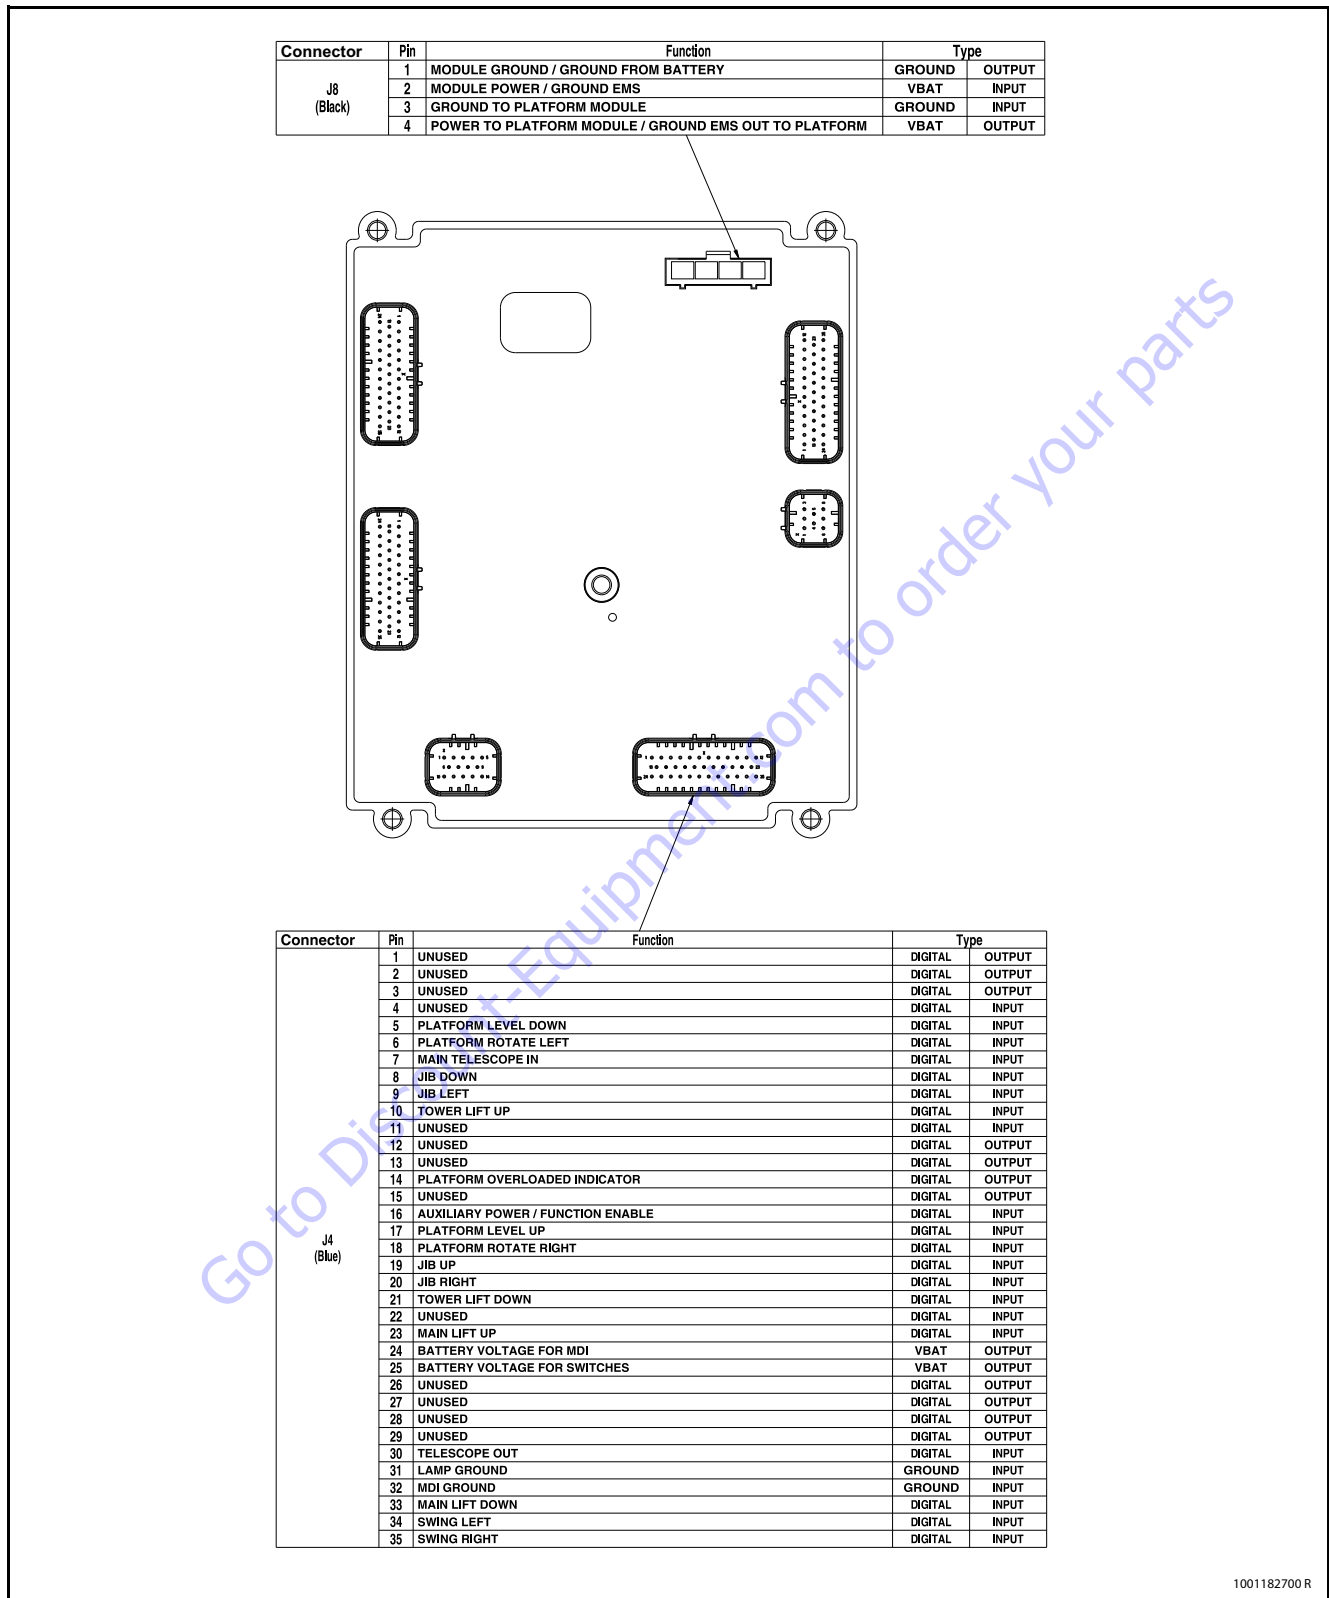 Connector Pin Function Type
J8
(Black)
1 MODULE GROUND / GROUND FROM BATTERY GROUND OUTPUT
2 MODULE POWER / GROUND EMS VBAT INPUT
3 GROUND TO PLATFORM MODULE GROUND INPUT
4 POWER TO PLATFORM MODULE / GROUND EMS OUT TO PLATFORM VBAT OUTPUT
Go to Discount-Equipment.com to order your parts
Connector Pin Function Type
J4
(Blue)
1 UNUSED DIGITAL OUTPUT
2 UNUSED DIGITAL OUTPUT
3 UNUSED DIGITAL OUTPUT
4 UNUSED DIGITAL INPUT
5 PLATFORM LEVEL DOWN DIGITAL INPUT
6 PLATFORM ROTATE LEFT DIGITAL INPUT
7 MAIN TELESCOPE IN DIGITAL INPUT
8 JIB DOWN DIGITAL INPUT
9 JIB LEFT DIGITAL INPUT
10 TOWER LIFT UP DIGITAL INPUT
11 UNUSED DIGITAL INPUT
12 UNUSED DIGITAL OUTPUT
13 UNUSED DIGITAL OUTPUT
14 PLATFORM OVERLOADED INDICATOR DIGITAL OUTPUT
15 UNUSED DIGITAL OUTPUT
16 AUXILIARY POWER / FUNCTION ENABLE DIGITAL INPUT
17 PLATFORM LEVEL UP DIGITAL INPUT
18 PLATFORM ROTATE RIGHT DIGITAL INPUT
19 JIB UP DIGITAL INPUT
20 JIB RIGHT DIGITAL INPUT
21 TOWER LIFT DOWN DIGITAL INPUT
22 UNUSED DIGITAL INPUT
23 MAIN LIFT UP DIGITAL INPUT
24 BATTERY VOLTAGE FOR MDI VBAT OUTPUT
25 BATTERY VOLTAGE FOR SWITCHES VBAT OUTPUT
26 UNUSED DIGITAL OUTPUT
27 UNUSED DIGITAL OUTPUT
28 UNUSED DIGITAL OUTPUT
29 UNUSED DIGITAL OUTPUT
30 TELESCOPE OUT DIGITAL INPUT
31 LAMP GROUND GROUND INPUT
32 MDI GROUND GROUND INPUT
33 MAIN LIFT DOWN DIGITAL INPUT
34 SWING LEFT DIGITAL INPUT
35 SWING RIGHT DIGITAL INPUT
1001182700 R